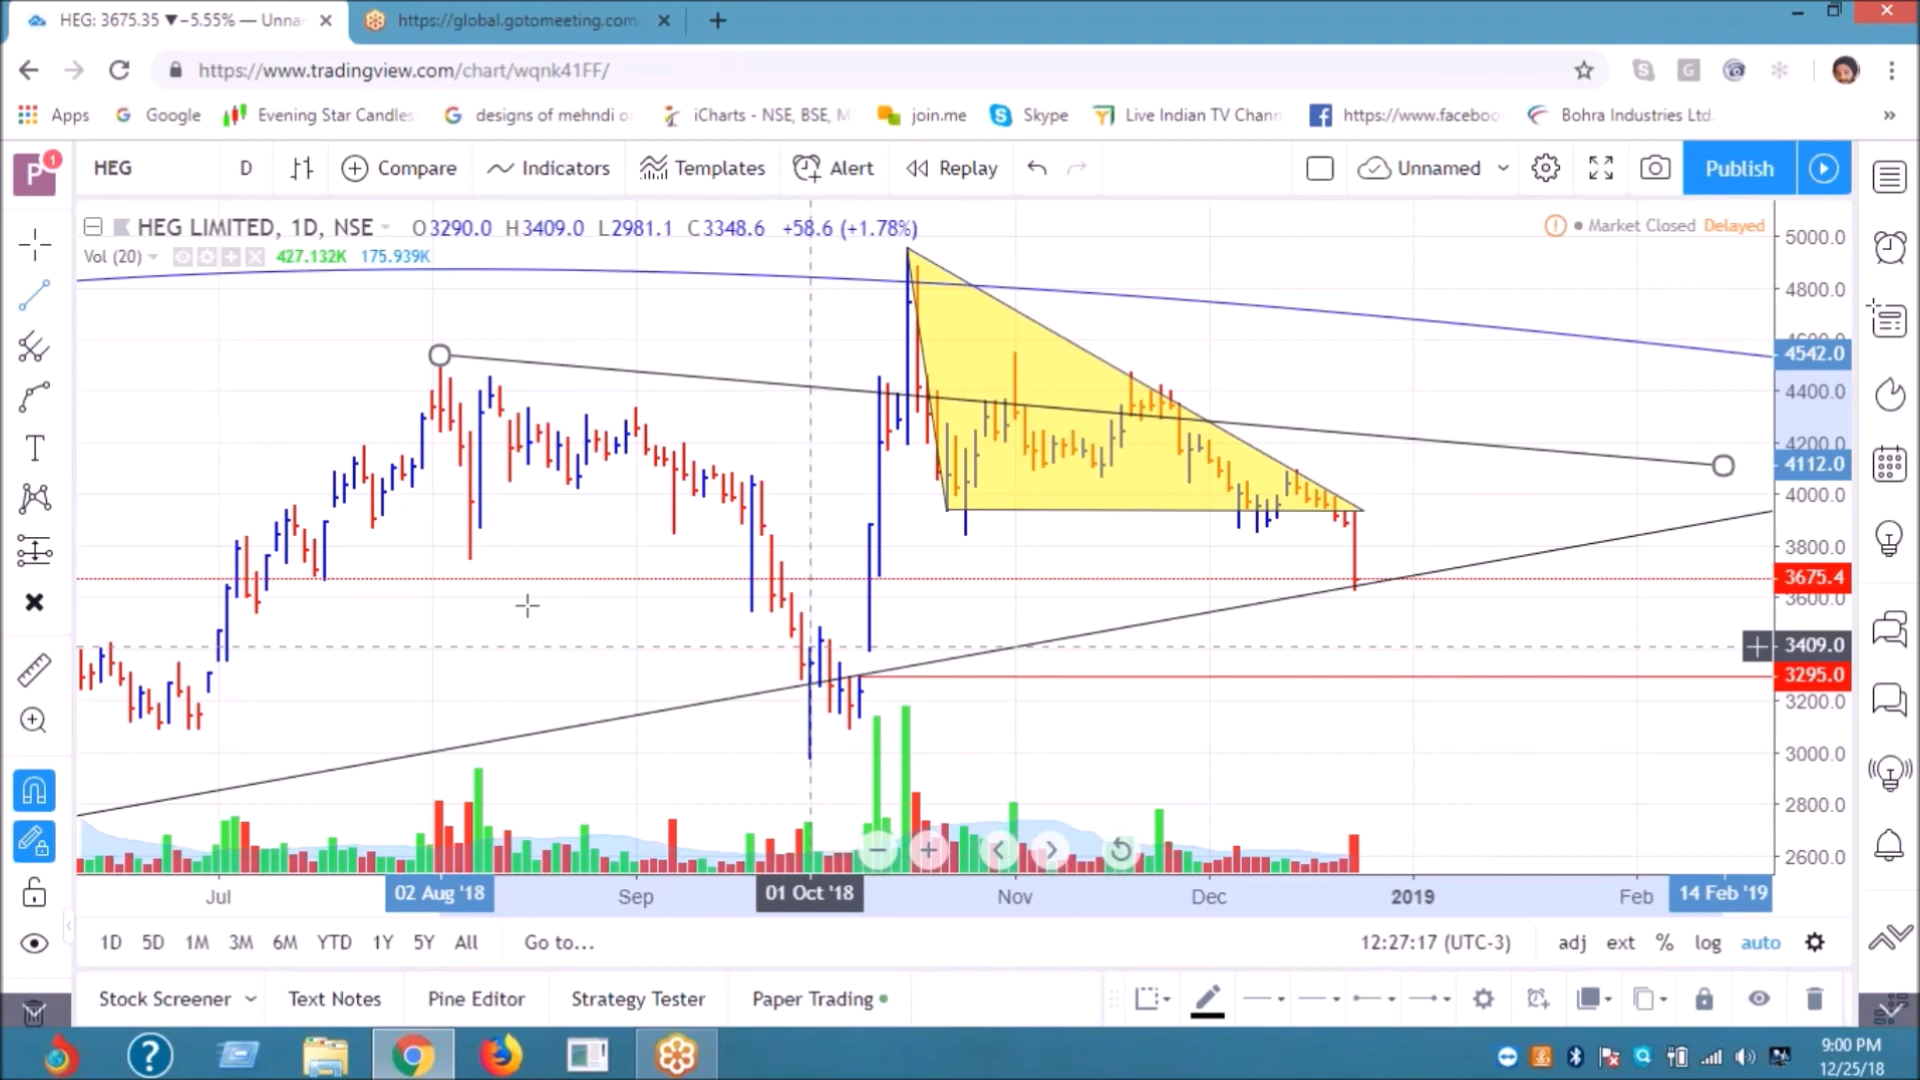 HEG: 3675.35 ▼−5.55% — Unna
https://global.gotomeeting.com/
https://www.tradingview.com/chart/wqnk41FF/
Apps Google Evening Star Candles designs of mehndi o iCharts - NSE, BSE, M join.me Skype Live Indian TV Chann https://www.faceboo Bohra Industries Ltd. »
P 1
HEG D Compare Indicators Templates Alert Replay Unnamed Publish
HEG LIMITED, 1D, NSE O3290.0 H3409.0 L2981.1 C3348.6 +58.6 (+1.78%)
Market Closed Delayed
Vol (20) 427.132K 175.939K
5000.0
4800.0
4542.0
4400.0
4200.0
4112.0
4000.0
3800.0
3675.4
3600.0
3409.0
3295.0
3200.0
3000.0
2800.0
2600.0
Jul 02 Aug '18 Sep 01 Oct '18 Nov Dec 2019 Feb 14 Feb '19
1D 5D 1M 3M 6M YTD 1Y 5Y All Go to... 12:27:17 (UTC-3) adj ext % log auto
Stock Screener Text Notes Pine Editor Strategy Tester Paper Trading
9:00 PM
12/25/18